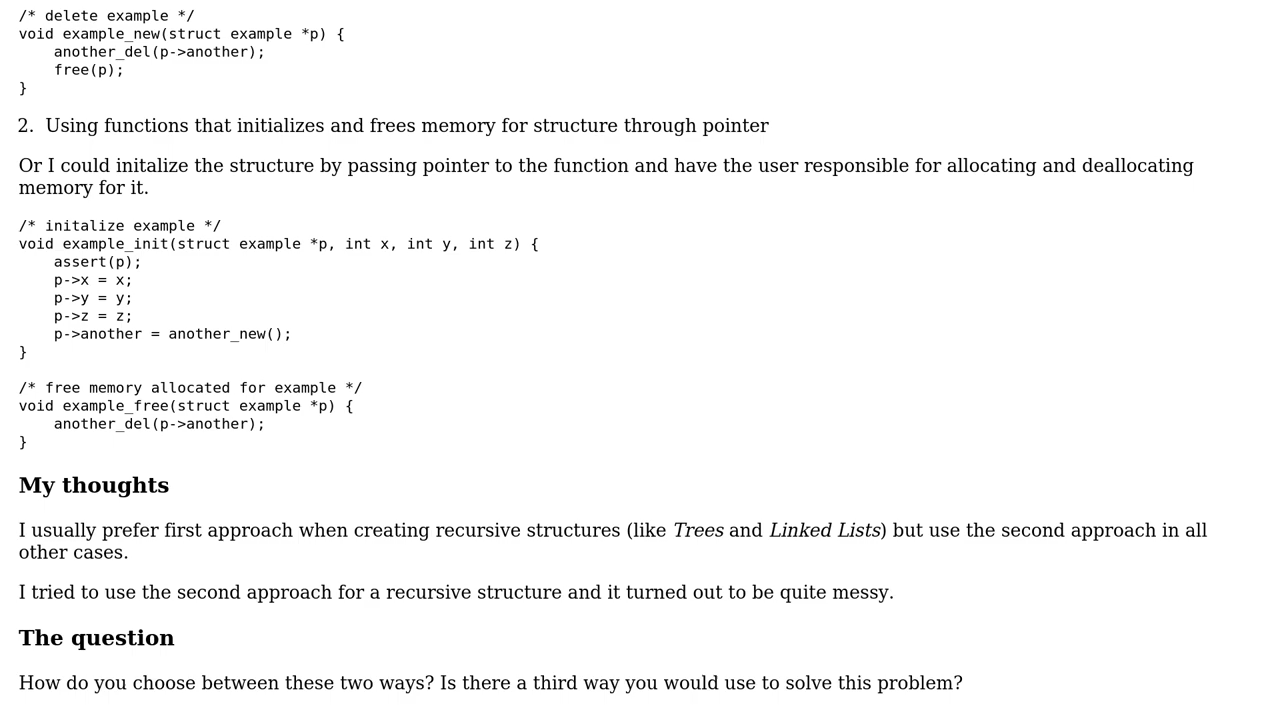 /* delete example */
void example_new(struct example *p) {
    another_del(p->another);
    free(p);
}
2. Using functions that initializes and frees memory for structure through pointer
Or I could initalize the structure by passing pointer to the function and have the user responsible for allocating and deallocating
memory for it.
/* initalize example */
void example_init(struct example *p, int x, int y, int z) {
    assert(p);
    p->x = x;
    p->y = y;
    p->z = z;
    p->another = another_new();
}
/* free memory allocated for example */
void example_free(struct example *p) {
    another_del(p->another);
}
My thoughts
I usually prefer first approach when creating recursive structures (like Trees and Linked Lists) but use the second approach in all
other cases.
I tried to use the second approach for a recursive structure and it turned out to be quite messy.
The question
How do you choose between these two ways? Is there a third way you would use to solve this problem?